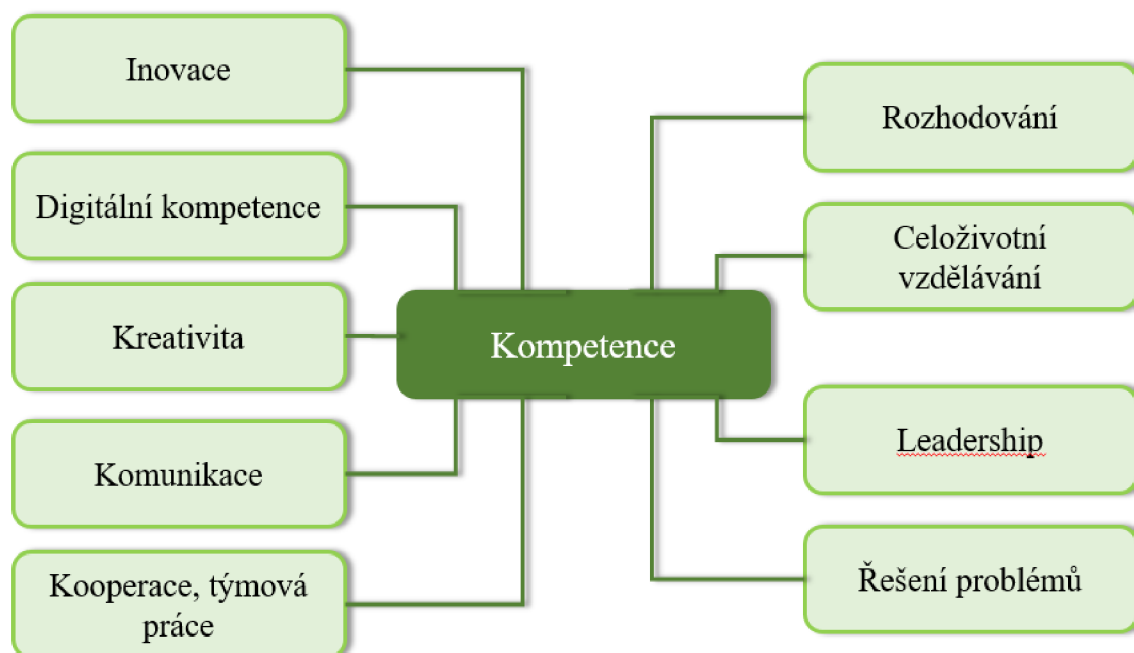 Inovace
Digitální kompetence
Kreativita
Komunikace
Kooperace, týmová
práce
Kompetence
Rozhodování
Celoživotní
vzdělávání
Leadership
Řešení problémů